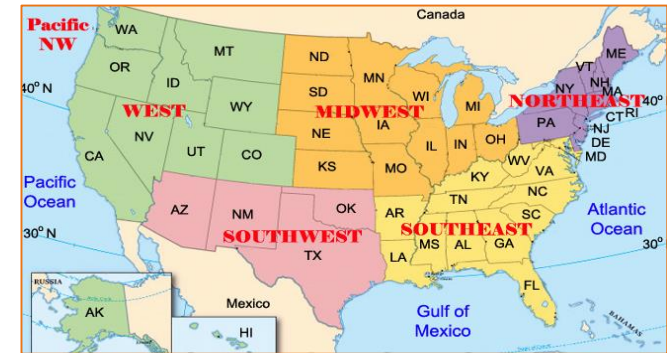 Pacific
NW
Canada
WA
MT
ND
OR
ID
SD
MN
WI
MI
VT
ME
NH
NY
MA
40° N
WEST
WY
MIDWEST
NORTHEAST
40°
CT
RI
NV
NE
IA
PA
NJ
CA
UT
CO
IL
IN
OH
DE
MD
KS
MO
WV
VA
KY
Pacific
Ocean
AZ
NM
OK
AR
TN
NC
SC
Atlantic
Ocean
30° N
SOUTHWEST
SOUTHEAST
30°
TX
LA
MS
AL
GA
FL
RUSSIA
AK
Mexico
HI
Gulf of
Mexico
BAHAMAS